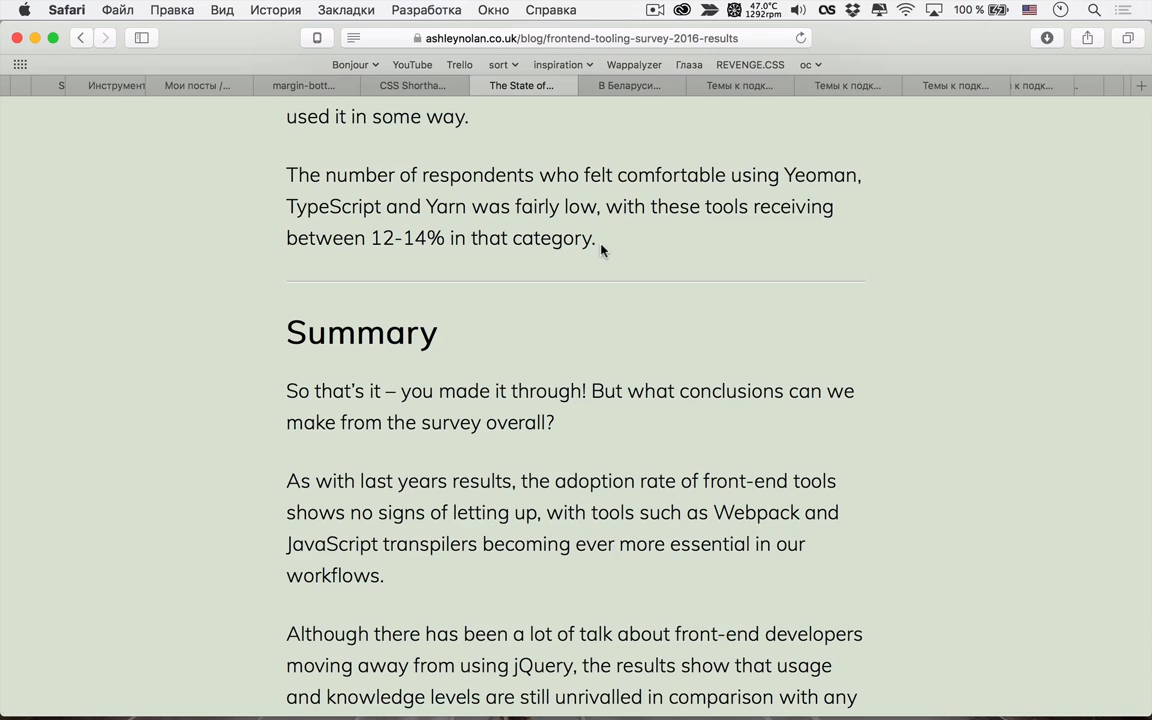 Safari Файл Правка Вид История Закладки Разработка Окно Справка 47.0°C 1292rpm 100 %
ashleynolan.co.uk/blog/frontend-tooling-survey-2016-results
Bonjour YouTube Trello sort inspiration Wappalyzer Глаза REVENGE.CSS ос
S Инструмент Мои посты /... margin-bott... CSS Shortha... The State of... В Беларуси... Темы к подк... Темы к подк... Темы к подк... к подк...
used it in some way.
The number of respondents who felt comfortable using Yeoman,
TypeScript and Yarn was fairly low, with these tools receiving
between 12-14% in that category.
Summary
So that’s it – you made it through! But what conclusions can we
make from the survey overall?
As with last years results, the adoption rate of front-end tools
shows no signs of letting up, with tools such as Webpack and
JavaScript transpilers becoming ever more essential in our
workflows.
Although there has been a lot of talk about front-end developers
moving away from using jQuery, the results show that usage
and knowledge levels are still unrivalled in comparison with any